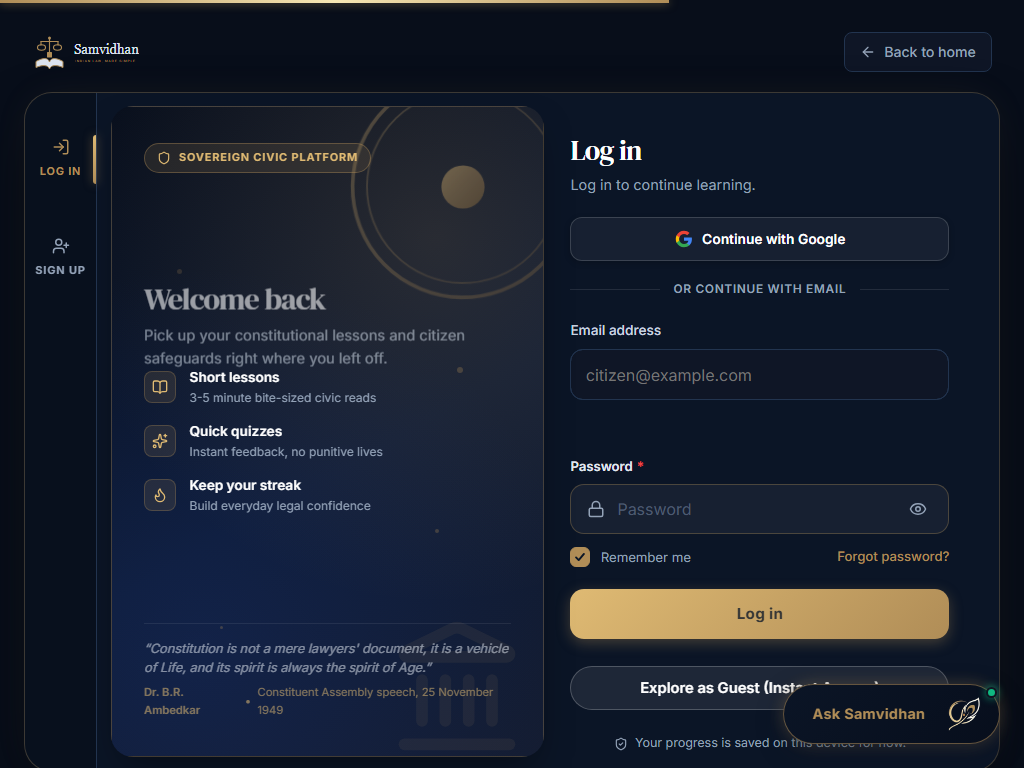 Samvidhan
INDIAN LAW, MADE SIMPLE
Back to home
LOG IN
SIGN UP
SOVEREIGN CIVIC PLATFORM
Welcome back
Pick up your constitutional lessons and citizen
safeguards right where you left off.
Short lessons
3-5 minute bite-sized civic reads
Quick quizzes
Instant feedback, no punitive lives
Keep your streak
Build everyday legal confidence
"Constitution is not a mere lawyers' document, it is a vehicle
of Life, and its spirit is always the spirit of Age."
Dr. B.R.
Ambedkar
• Constituent Assembly speech, 25 November
1949
Log in
Log in to continue learning.
Continue with Google
OR CONTINUE WITH EMAIL
Email address
citizen@example.com
Password *
Password
Remember me
Forgot password?
Log in
Explore as Guest
Ask Samvidhan
Your progress is saved on this device for now.